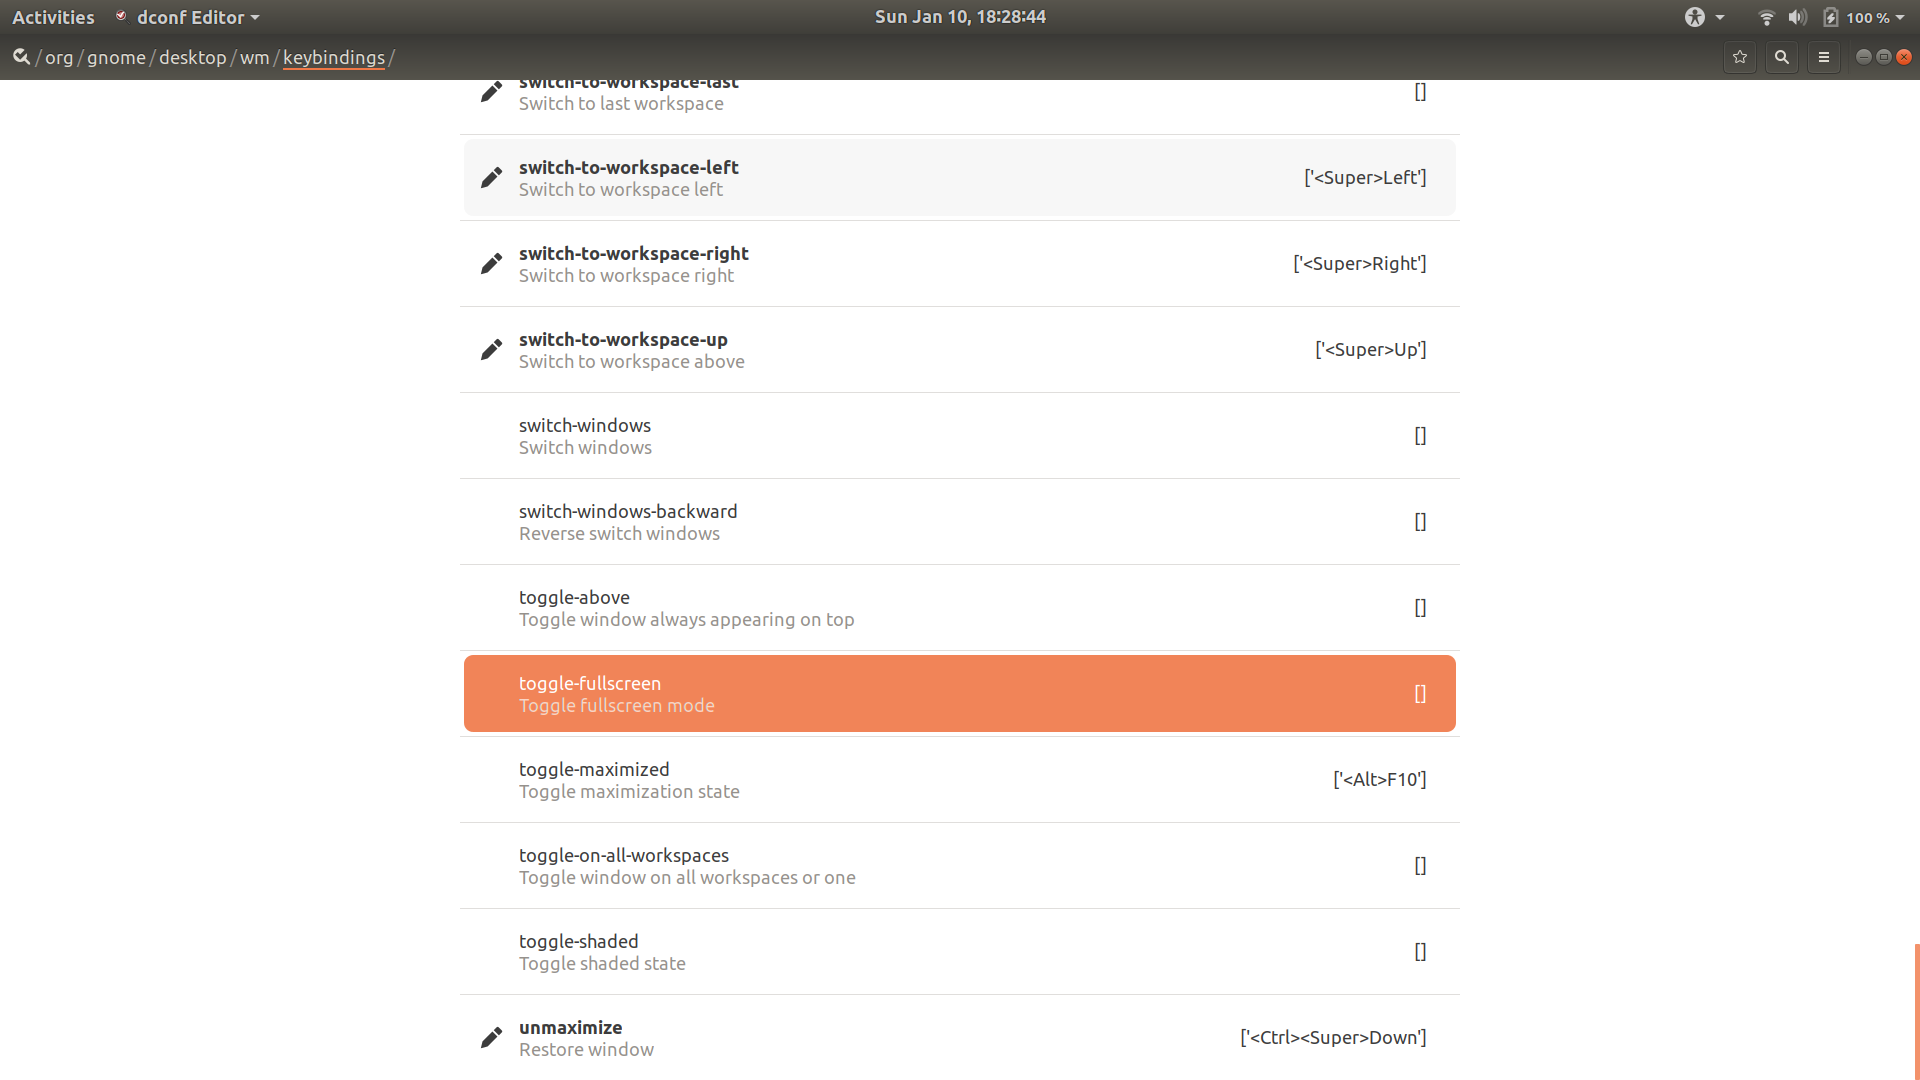 Activities dconf Editor Sun Jan 10, 18:28:44 100 %
/ org / gnome / desktop / wm / keybindings /
switch-to-workspace-last
Switch to last workspace []
switch-to-workspace-left
Switch to workspace left ['<Super>Left']
switch-to-workspace-right
Switch to workspace right ['<Super>Right']
switch-to-workspace-up
Switch to workspace above ['<Super>Up']
switch-windows
Switch windows []
switch-windows-backward
Reverse switch windows []
toggle-above
Toggle window always appearing on top []
toggle-fullscreen
Toggle fullscreen mode []
toggle-maximized
Toggle maximization state ['<Alt>F10']
toggle-on-all-workspaces
Toggle window on all workspaces or one []
toggle-shaded
Toggle shaded state []
unmaximize
Restore window ['<Ctrl><Super>Down']